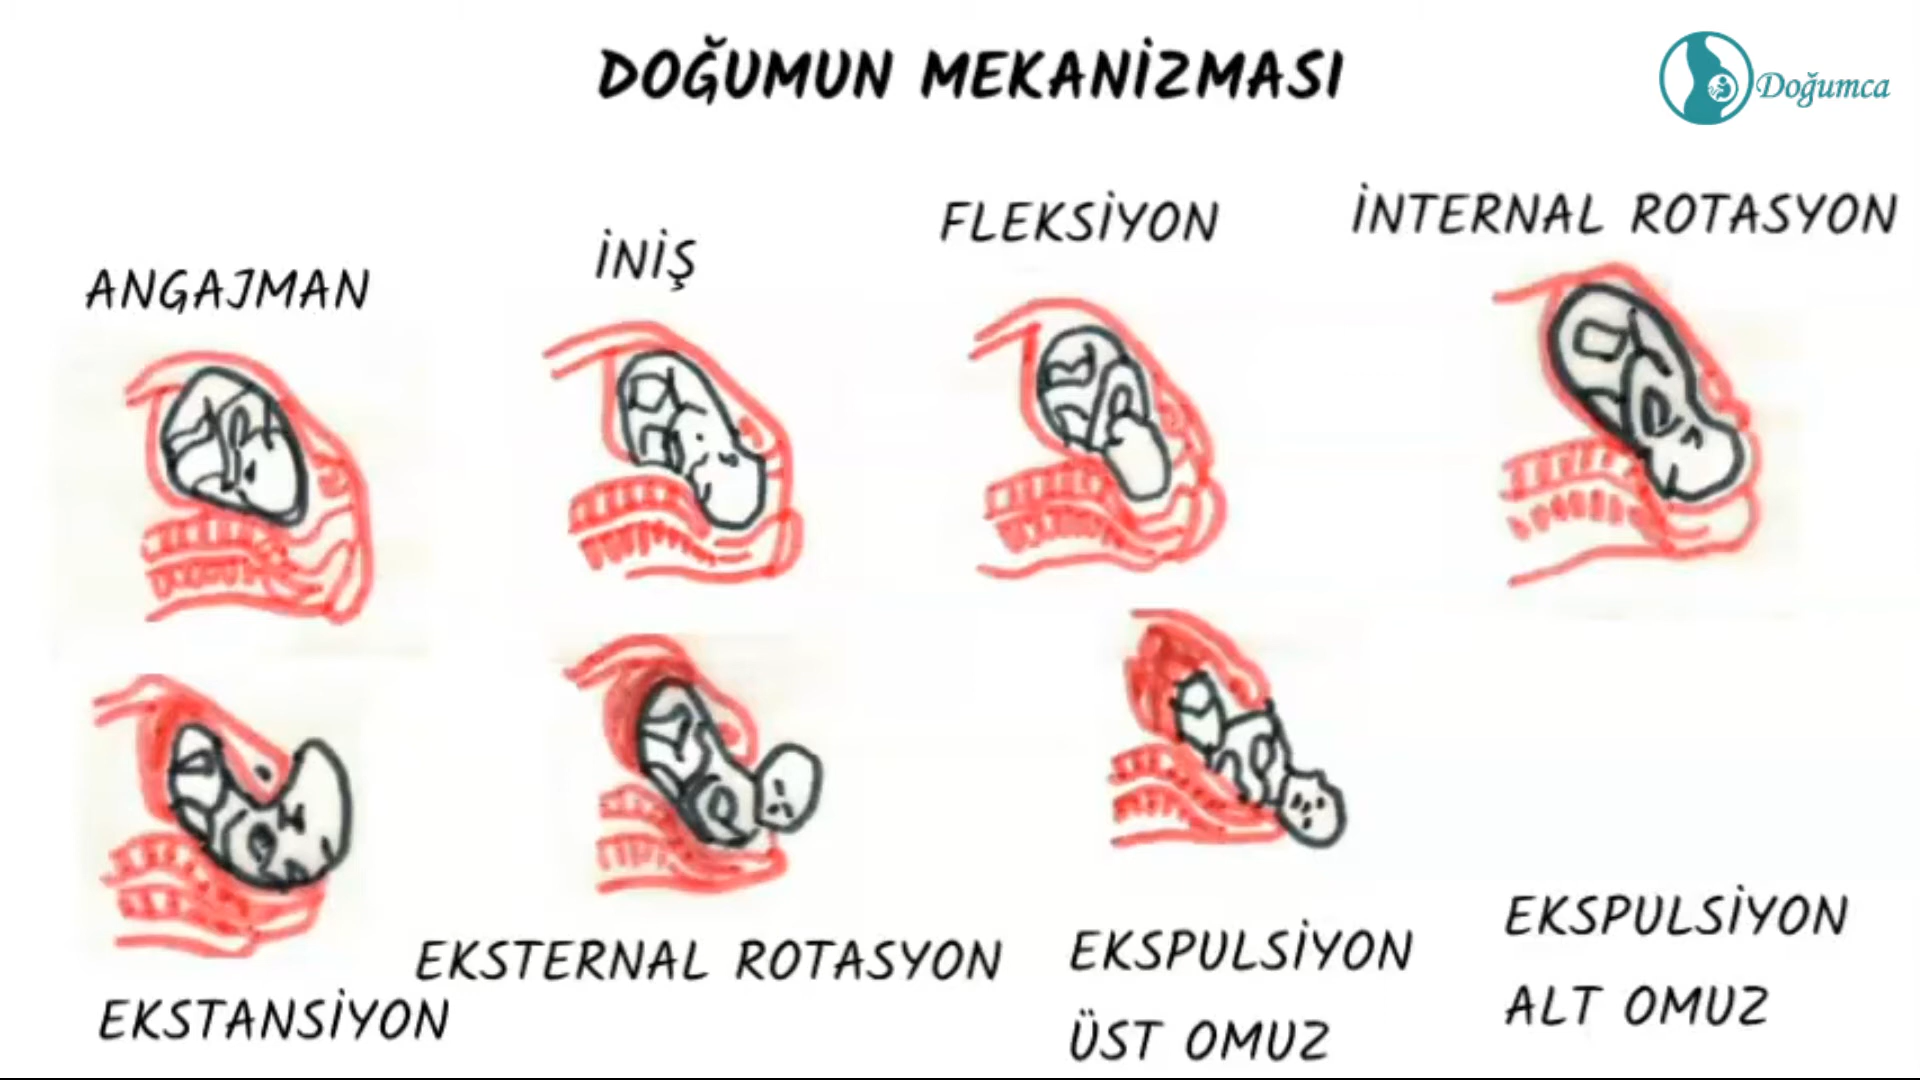 DOĞUMUN MEKANİZMASI
Doğumca
ANGAJMAN
İNİŞ
FLEKSİYON
İNTERNAL ROTASYON
EKSTANSİYON
EKSTERNAL ROTASYON
EKSPULSİYON
ÜST OMUZ
EKSPULSİYON
ALT OMUZ